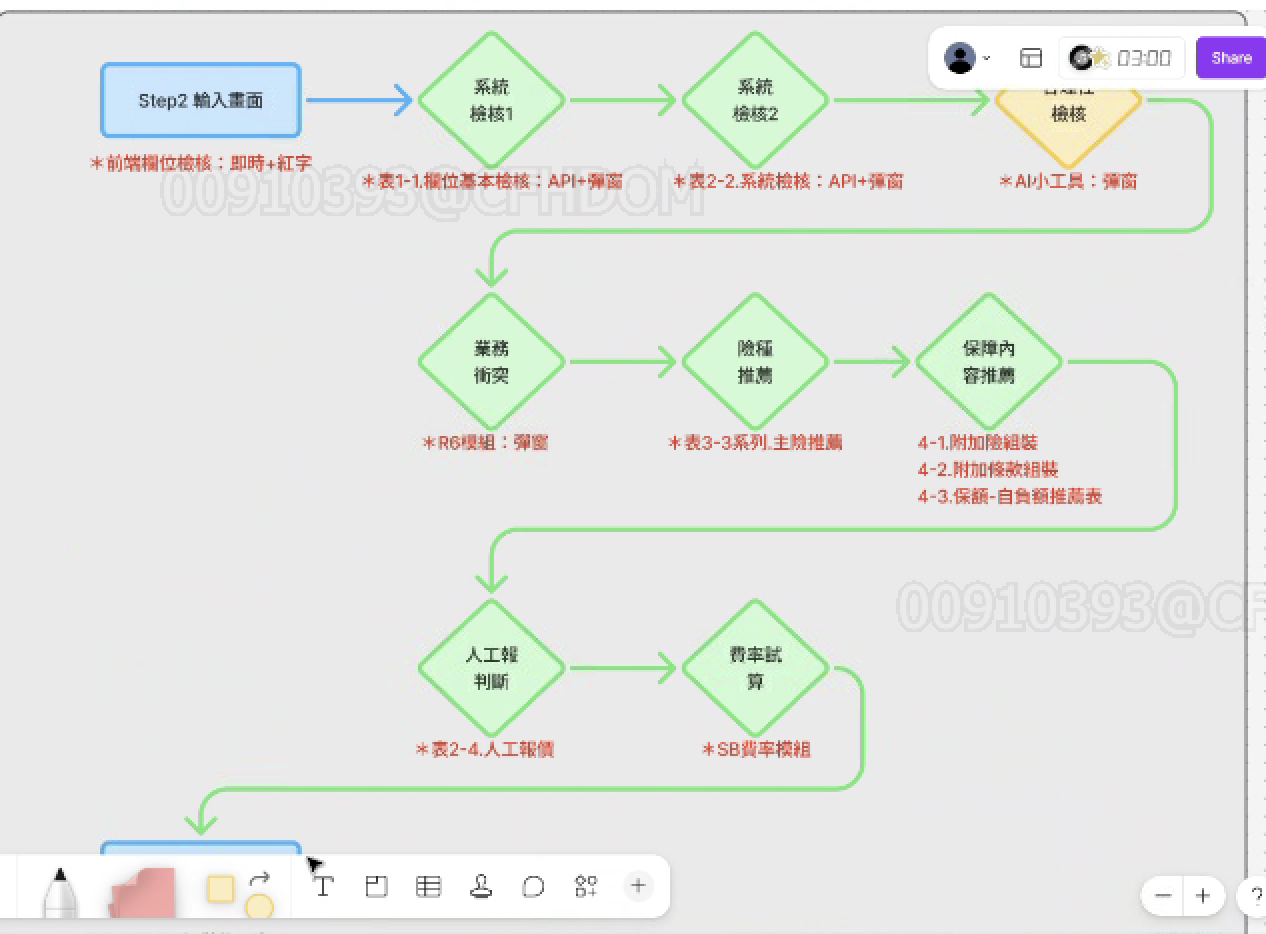 Share
03:00
Step2 輸入畫面
系統
檢核1
系統
檢核2
檢核
＊前端欄位檢核：即時+紅字
＊表1-1.欄位基本檢核：API+彈窗
＊表2-2.系統檢核：API+彈窗
＊AI小工具：彈窗
00910393@CFHDOM
業務
衝突
險種
推薦
保障內
容推薦
＊R6模組：彈窗
＊表3-3系列.主險推薦
4-1.附加險組裝
4-2.附加條款組裝
4-3.保額-自負額推薦表
00910393@CF
人工報
判斷
費率試
算
＊表2-4.人工報價
＊SB費率模組
T
?